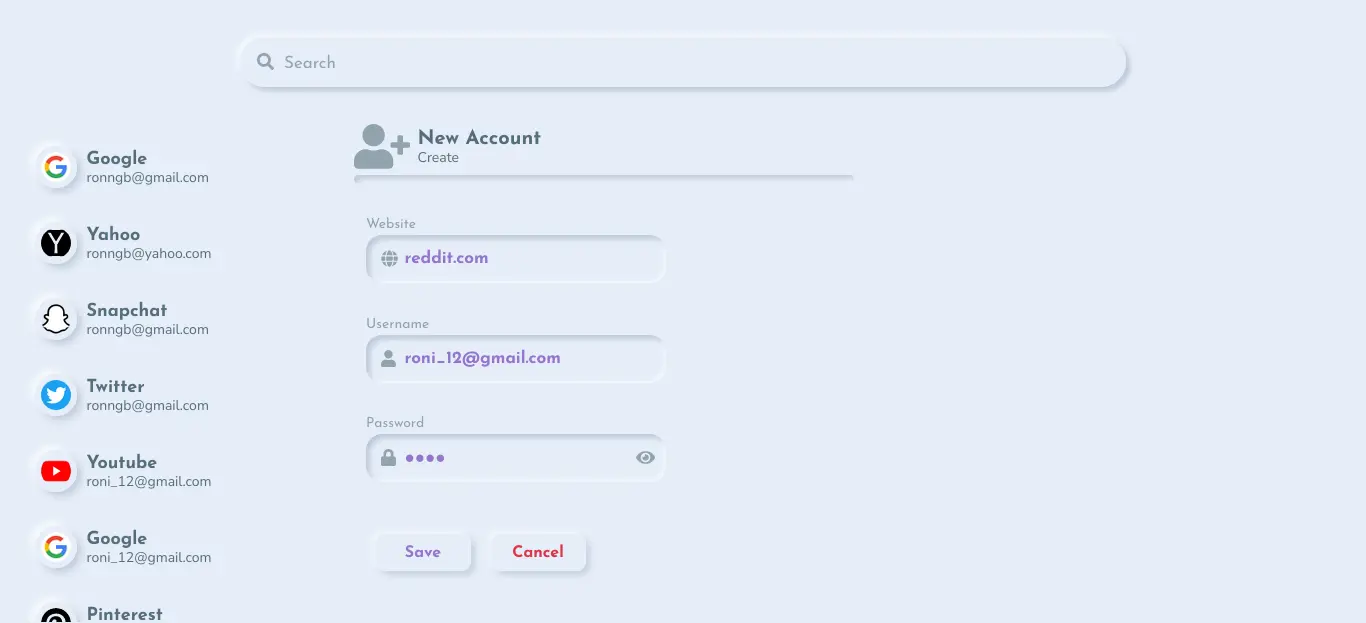 Search
Google
ronngb@gmail.com
Yahoo
ronngb@yahoo.com
Snapchat
ronngb@gmail.com
Twitter
ronngb@gmail.com
Youtube
roni_12@gmail.com
Google
roni_12@gmail.com
Pinterest
New Account
Create
Website
reddit.com
Username
roni_12@gmail.com
Password
••••
Save
Cancel